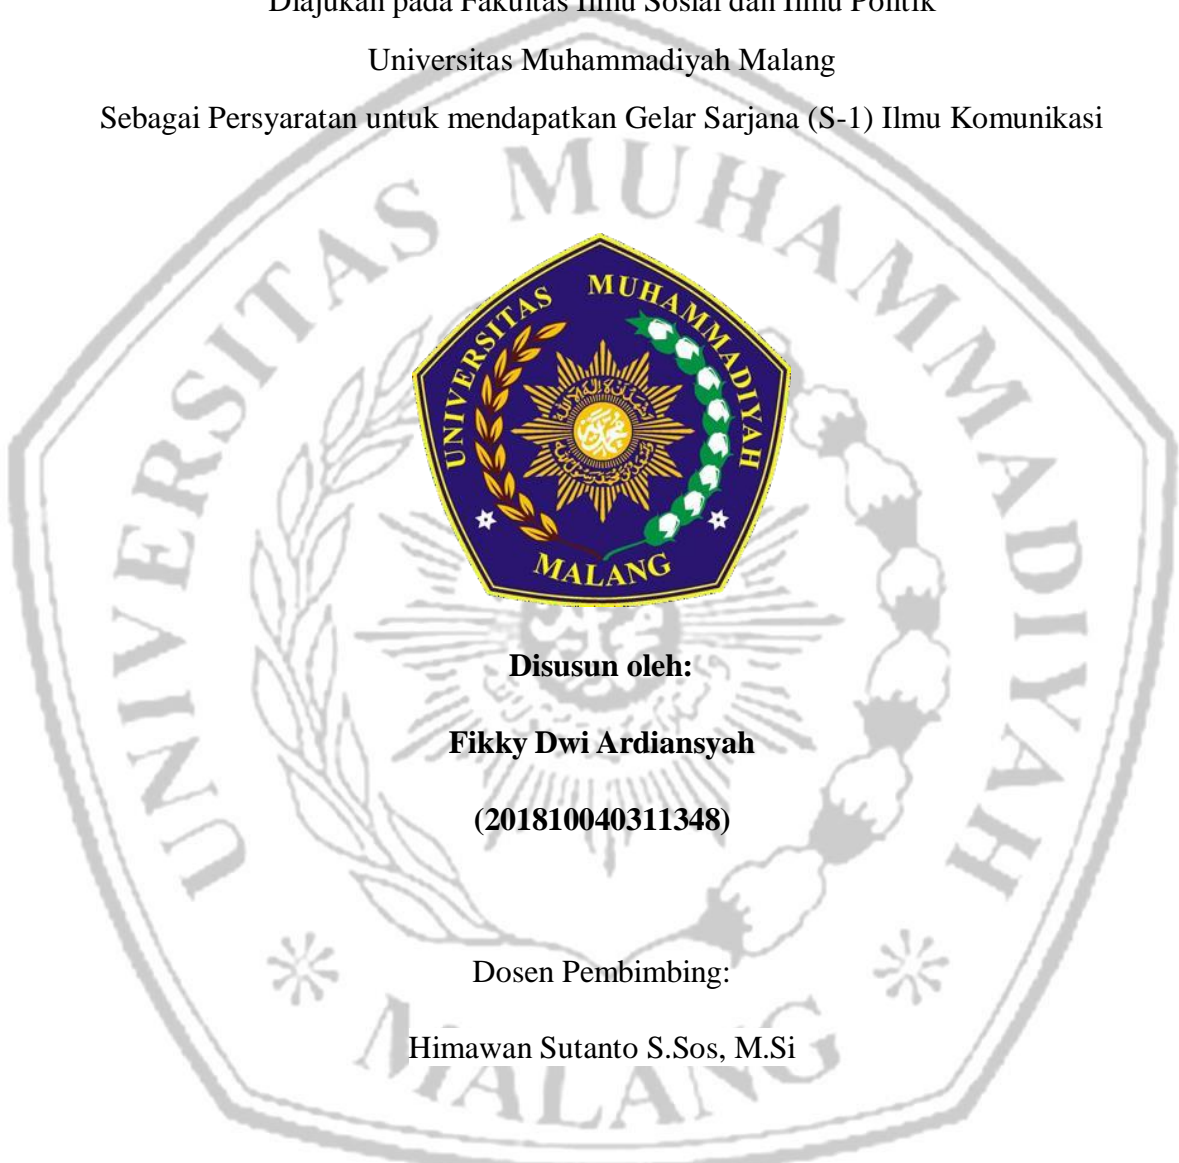 Diajukan pada Fakultas Ilmu Sosial dan Ilmu Politik
Universitas Muhammadiyah Malang
Sebagai Persyaratan untuk mendapatkan Gelar Sarjana (S-1) Ilmu Komunikasi
UNIVERSITAS MUHAMMADIYAH
MALANG
UNIVERSITAS MUHAMMADIYAH
MALANG
Disusun oleh:
Fikky Dwi Ardiansyah
(201810040311348)
Dosen Pembimbing:
Himawan Sutanto S.Sos, M.Si